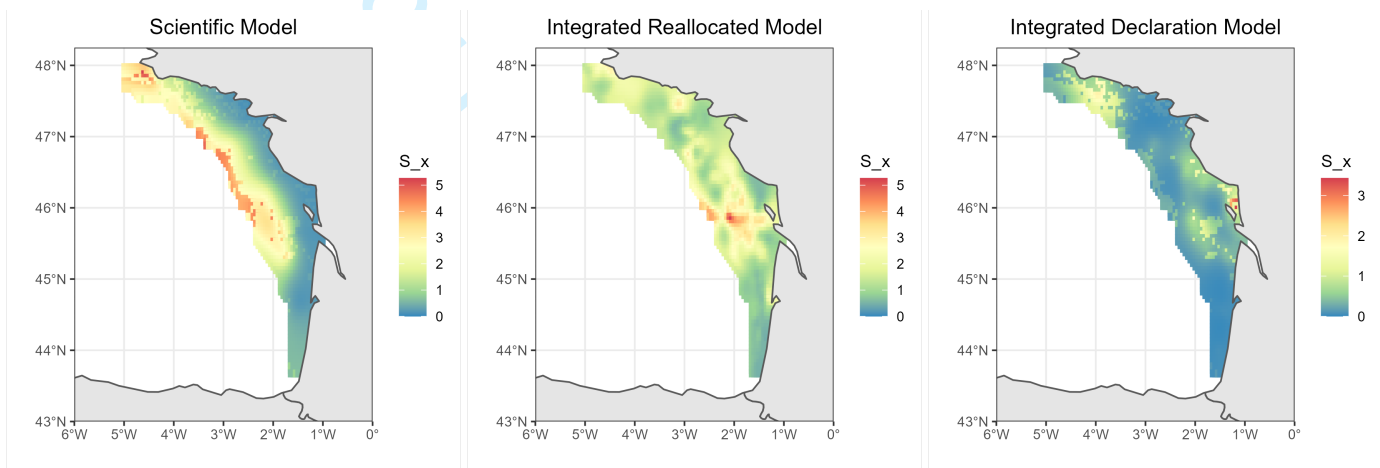 Scientific Model
48°N
47°N
46°N
45°N
44°N
43°N
6°W 5°W 4°W 3°W 2°W 1°W 0°
S_x
5
4
3
2
1
0
Integrated Reallocated Model
48°N
47°N
46°N
45°N
44°N
43°N
6°W 5°W 4°W 3°W 2°W 1°W 0°
S_x
5
4
3
2
1
0
Integrated Declaration Model
48°N
47°N
46°N
45°N
44°N
43°N
6°W 5°W 4°W 3°W 2°W 1°W 0°
S_x
3
2
1
0